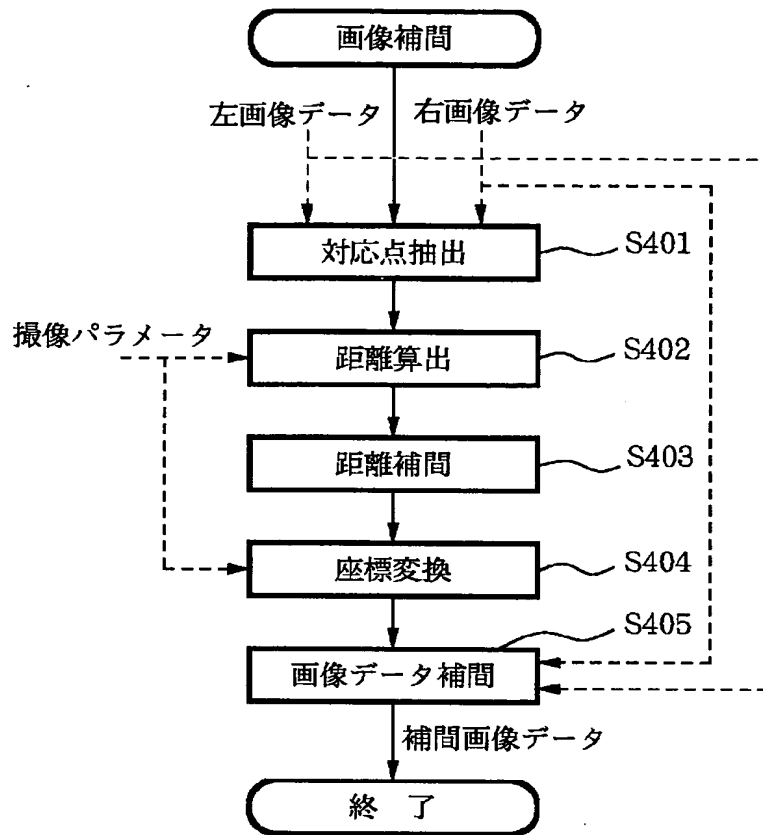 画像補間
左画像データ
右画像データ
対応点抽出
S401
撮像パラメータ
距離算出
S402
距離補間
S403
座標変換
S404
S405
画像データ補間
補間画像データ
終 了